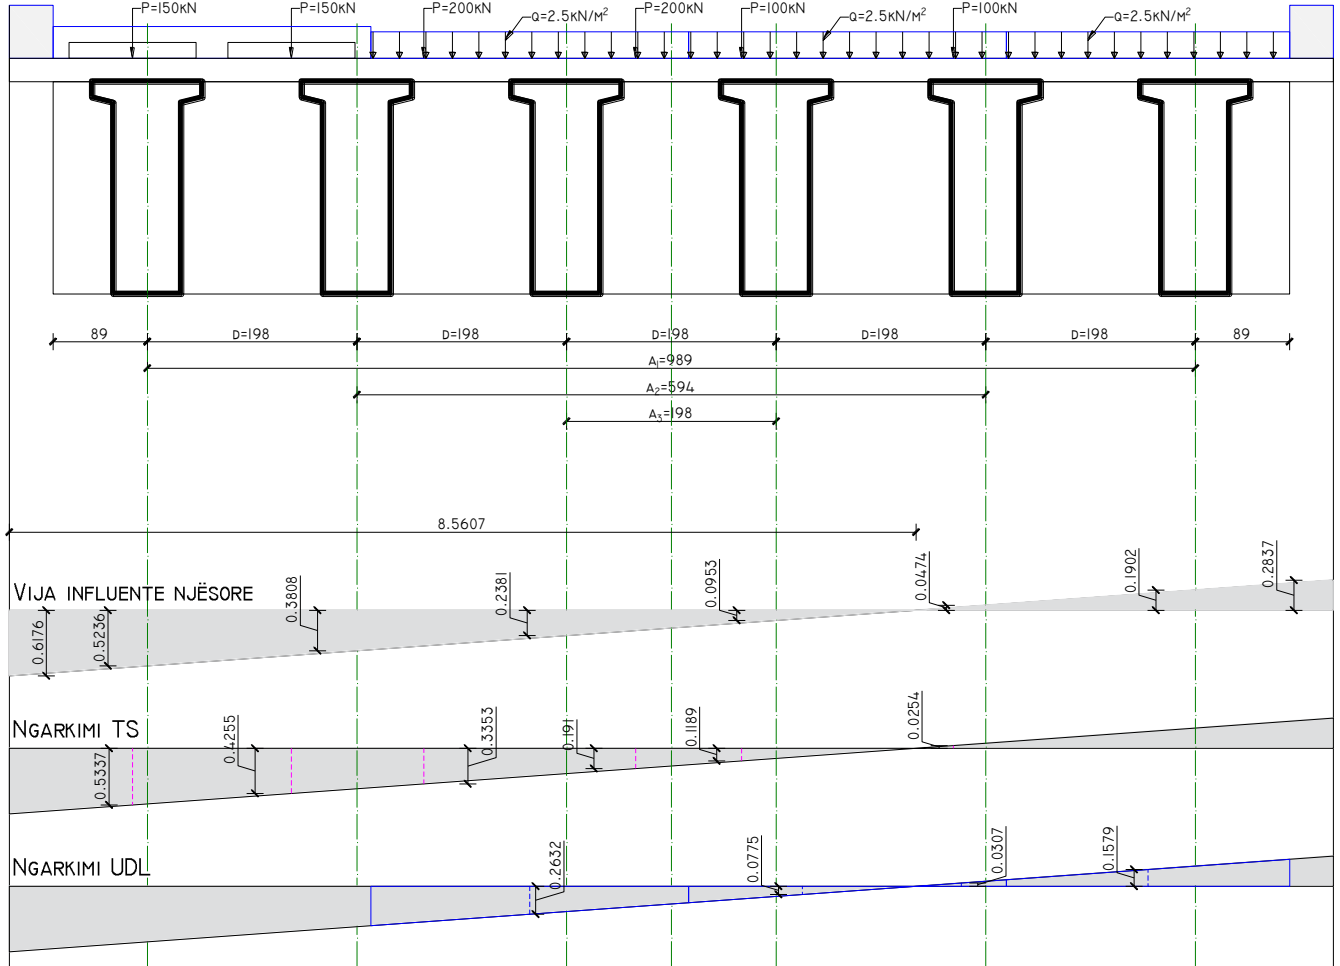 P=150kN P=150kN P=200kN Q=2.5kN/m² P=200kN P=100kN Q=2.5kN/m² P=100kN Q=2.5kN/m²
89 D=198 D=198 D=198 D=198 D=198 89
A₁=989
A₂=594
A₃=198
8.5607
Vija influente njësore
0.6176 0.5236 0.3808 0.2381 0.0953 0.0474 0.1902 0.2837
Ngarkimi TS
0.5337 0.4255 0.3353 0.191 0.1189 0.0254
Ngarkimi UDL
0.2632 0.0775 0.0307 0.1579